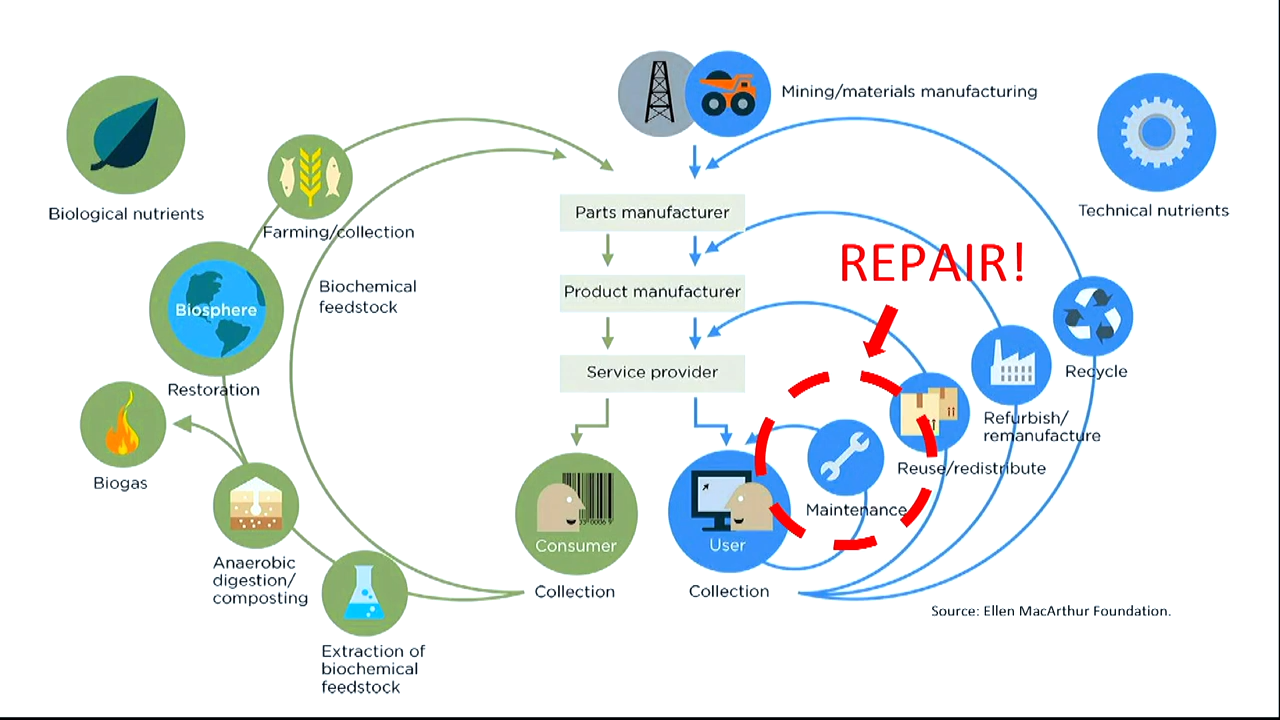 Mining/materials manufacturing
Biological nutrients
Technical nutrients
Farming/collection
Parts manufacturer
REPAIR!
Biochemical
feedstock
Product manufacturer
Biosphere
Service provider
Recycle
Restoration
Refurbish/
remanufacture
Reuse/redistribute
Biogas
Maintenance
Consumer
User
Anaerobic
digestion/
composting
Collection
Collection
Source: Ellen MacArthur Foundation.
Extraction of
biochemical
feedstock